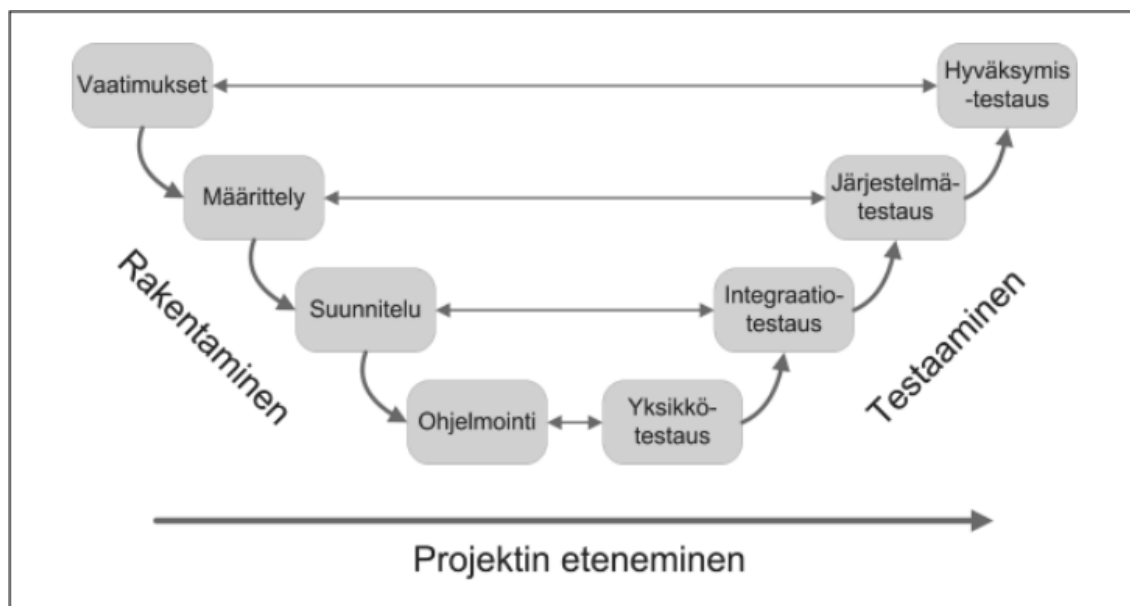 Vaatimukset
Hyväksymis
-testaus
Määrittely
Järjestelmä-
testaus
Rakentaminen
Suunnitelu
Integraatio-
testaus
Testaaminen
Ohjelmointi
Yksikkö-
testaus
Projektin eteneminen